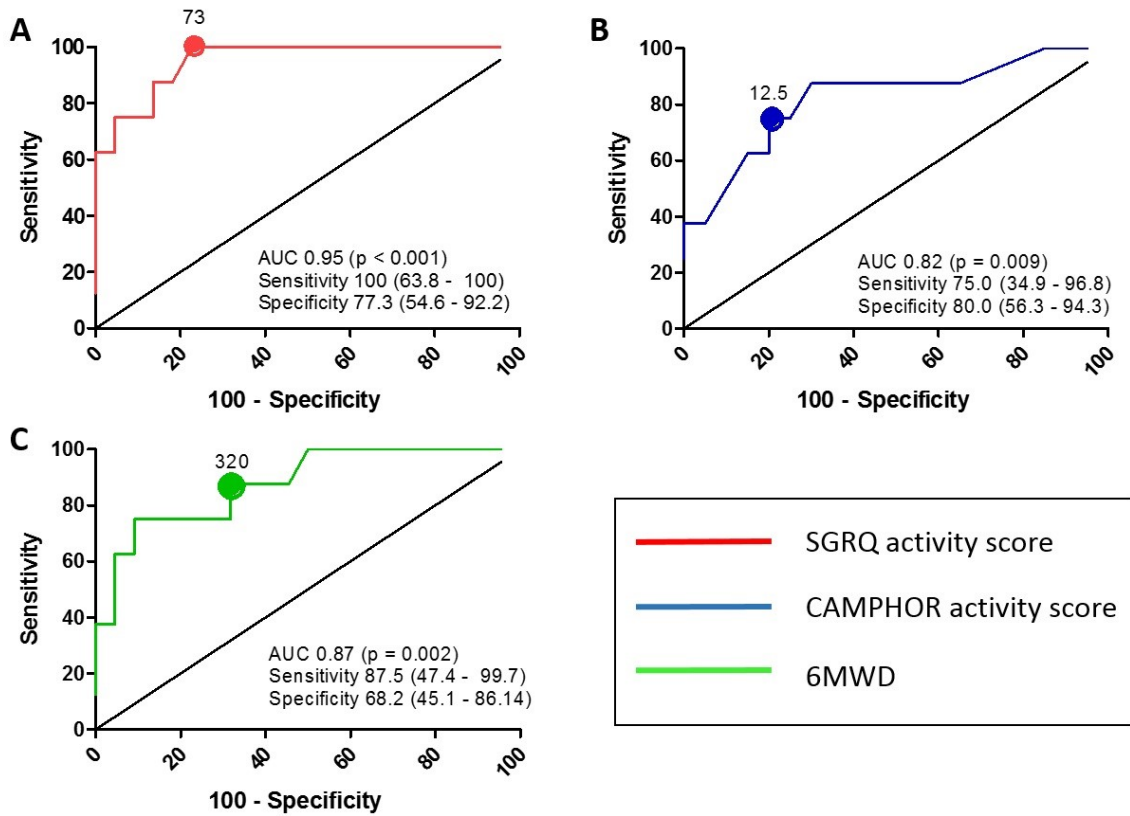 A
73
100
80
60
40
20
0
Sensitivity
AUC 0.95 (p < 0.001)
Sensitivity 100 (63.8 - 100)
Specificity 77.3 (54.6 - 92.2)
0
20
40
60
80
100
100 - Specificity
B
12.5
100
80
60
40
20
0
Sensitivity
AUC 0.82 (p = 0.009)
Sensitivity 75.0 (34.9 - 96.8)
Specificity 80.0 (56.3 - 94.3)
0
20
40
60
80
100
100 - Specificity
C
320
100
80
60
40
20
0
Sensitivity
AUC 0.87 (p = 0.002)
Sensitivity 87.5 (47.4 - 99.7)
Specificity 68.2 (45.1 - 86.14)
0
20
40
60
80
100
100 - Specificity
SGRQ activity score
CAMPHOR activity score
6MWD